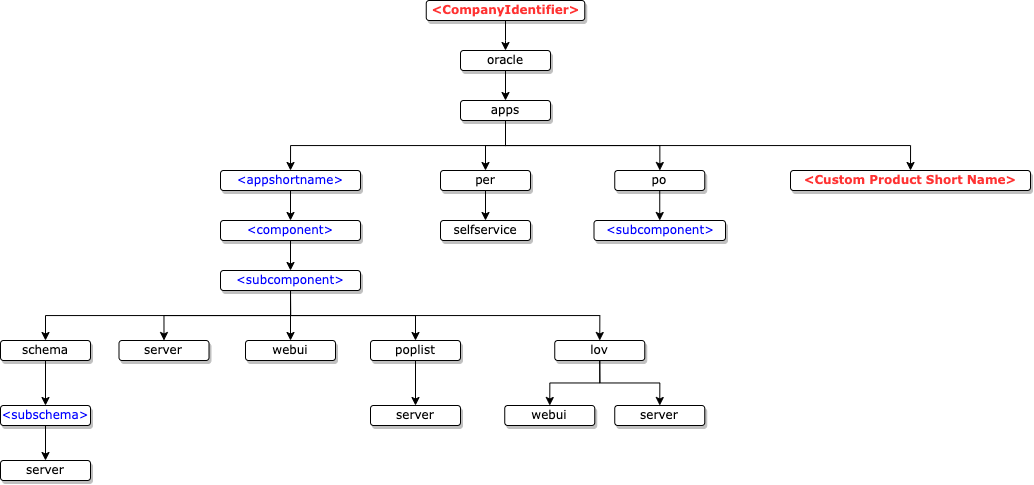 <CompanyIdentifier>
oracle
apps
<appshortname>
per
po
<Custom Product Short Name>
<component>
selfservice
<subcomponent>
<subcomponent>
schema
server
webui
poplist
lov
<subschema>
server
webui
server
server